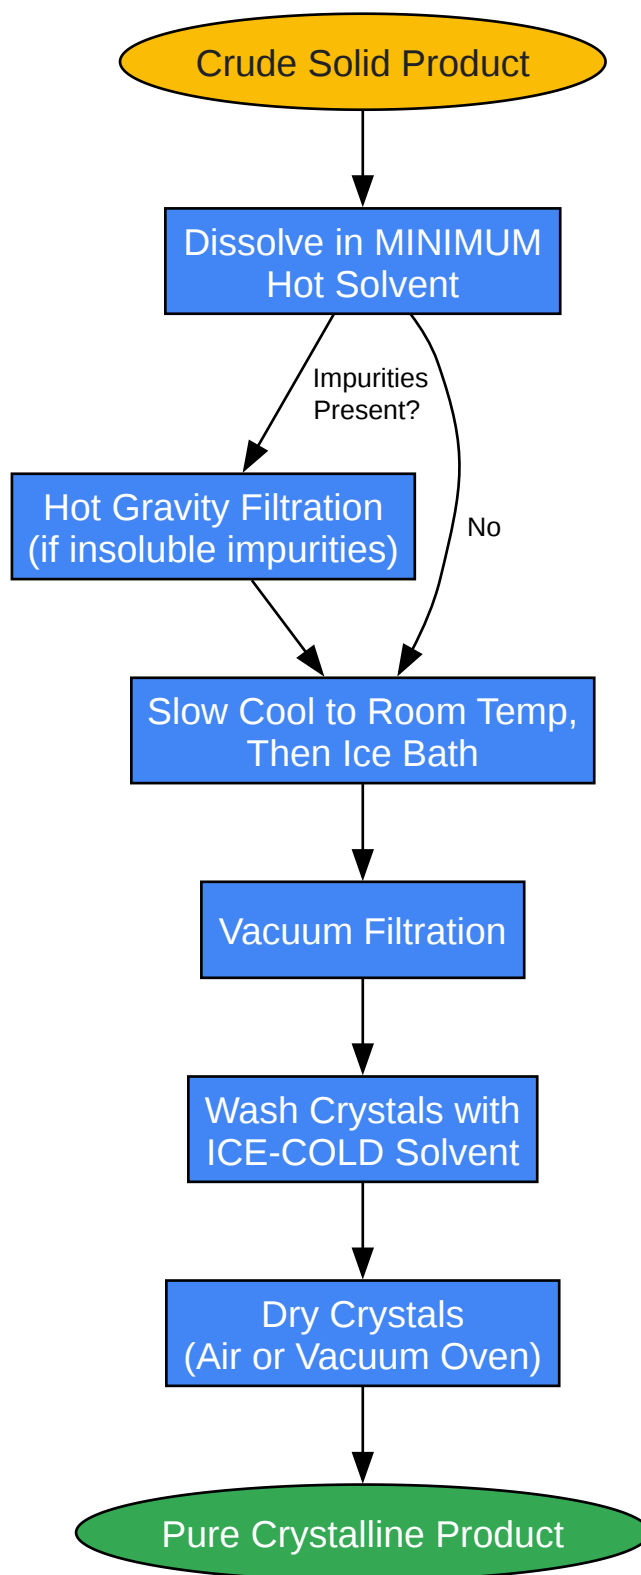 Crude Solid Product
Dissolve in MINIMUM
Hot Solvent
Impurities
Present?
Hot Gravity Filtration
(if insoluble impurities)
No
Slow Cool to Room Temp,
Then Ice Bath
Vacuum Filtration
Wash Crystals with
ICE-COLD Solvent
Dry Crystals
(Air or Vacuum Oven)
Pure Crystalline Product